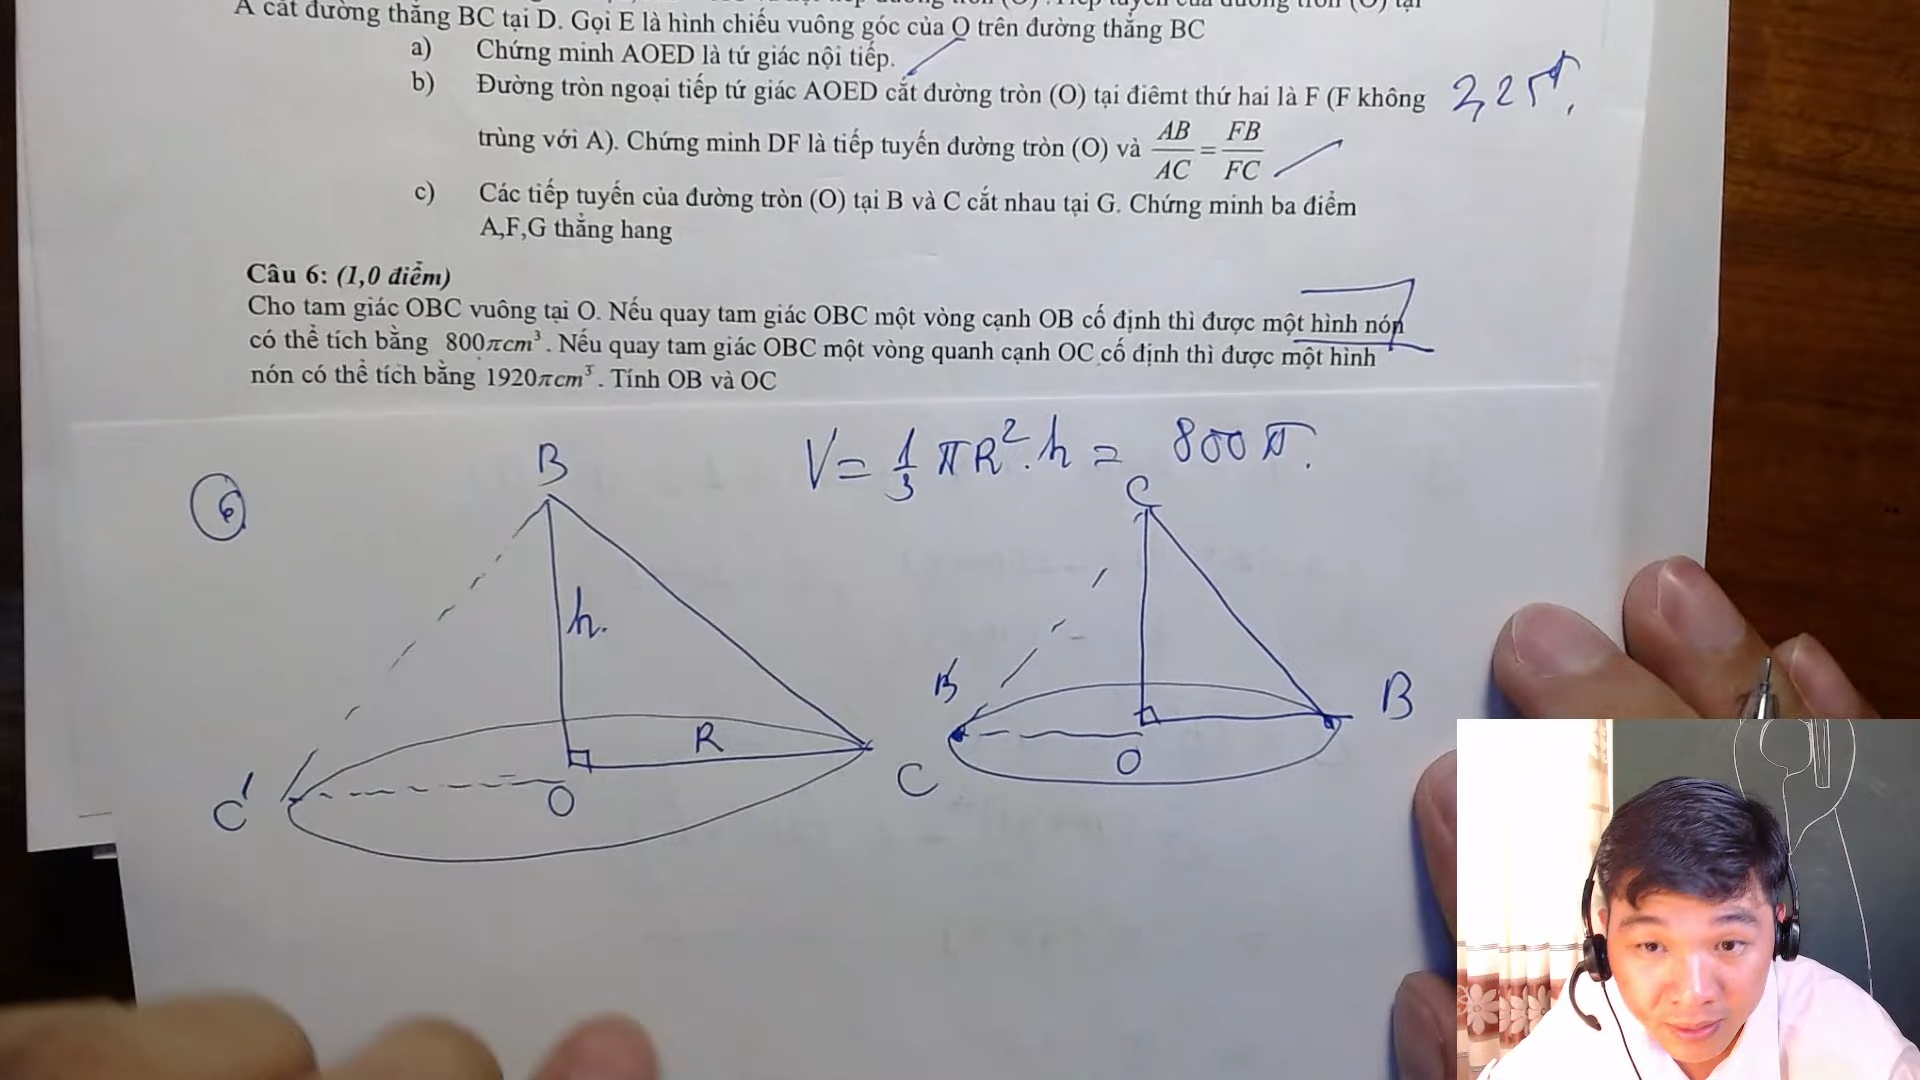 A cắt đường thẳng BC tại D. Gọi E là hình chiếu vuông góc của O trên đường thẳng BC
a) Chứng minh AOED là tứ giác nội tiếp.
b) Đường tròn ngoại tiếp tứ giác AOED cắt đường tròn (O) tại điêmt thứ hai là F (F không
trùng với A). Chứng minh DF là tiếp tuyến đường tròn (O) và AB/AC = FB/FC
c) Các tiếp tuyến của đường tròn (O) tại B và C cắt nhau tại G. Chứng minh ba điểm
A,F,G thẳng hang
Câu 6: (1,0 điểm)
Cho tam giác OBC vuông tại O. Nếu quay tam giác OBC một vòng cạnh OB cố định thì được một hình nón
có thể tích bằng 800πcm³. Nếu quay tam giác OBC một vòng quanh cạnh OC cố định thì được một hình
nón có thể tích bằng 1920πcm³. Tính OB và OC
6
V = 1/3 πR².h = 800π.
B
h.
R
O
C'
C
C
B'
O
B